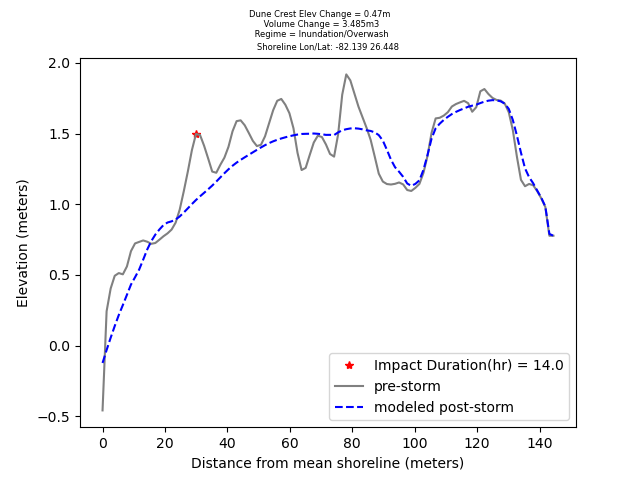 Dune Crest Elev Change = 0.47m
Volume Change = 3.485m3
Regime = Inundation/Overwash
Shoreline Lon/Lat: -82.139 26.448
2.0
1.5
1.0
0.5
0.0
−0.5
Elevation (meters)
Impact Duration(hr) = 14.0
pre-storm
modeled post-storm
0 20 40 60 80 100 120 140
Distance from mean shoreline (meters)